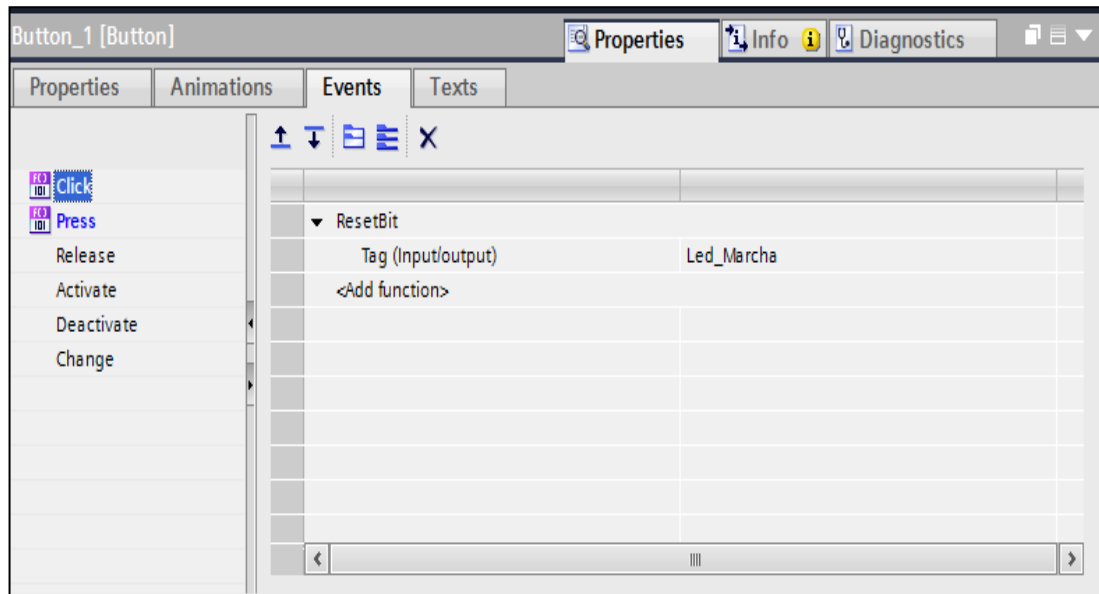 Button_1 [Button]
Properties Info Diagnostics
Properties Animations Events Texts
Click
Press
Release
Activate
Deactivate
Change
ResetBit
Tag (Input/output) Led_Marcha
<Add function>